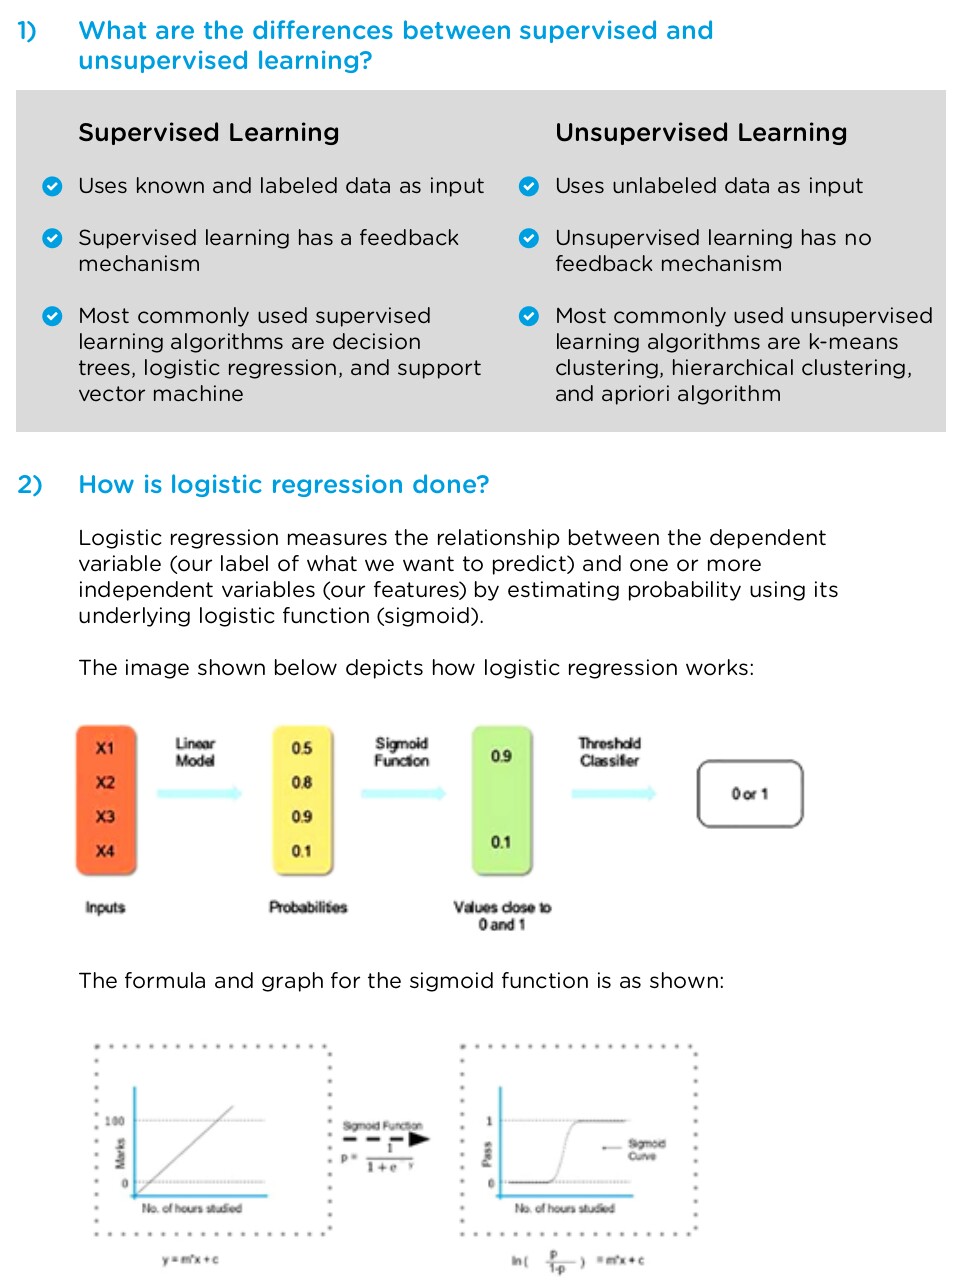 1) What are the differences between supervised and
unsupervised learning?
Supervised Learning
Uses known and labeled data as input
Supervised learning has a feedback
mechanism
Most commonly used supervised
learning algorithms are decision
trees, logistic regression, and support
vector machine
Unsupervised Learning
Uses unlabeled data as input
Unsupervised learning has no
feedback mechanism
Most commonly used unsupervised
learning algorithms are k-means
clustering, hierarchical clustering,
and apriori algorithm
2) How is logistic regression done?
Logistic regression measures the relationship between the dependent
variable (our label of what we want to predict) and one or more
independent variables (our features) by estimating probability using its
underlying logistic function (sigmoid).
The image shown below depicts how logistic regression works:
X1
X2
X3
X4
Inputs
Linear
Model
0.5
0.8
0.9
0.1
Probabilities
Sigmoid
Function
0.9
0.1
Values close to
0 and 1
Threshold
Classifier
0 or 1
The formula and graph for the sigmoid function is as shown:
100
Marks
0
No. of hours studied
y = m*x + c
Sigmoid Function
p = 1
1 + e - y
1
Pass
0
Sigmoid
Curve
No. of hours studied
ln( p
1-p ) = m*x + c